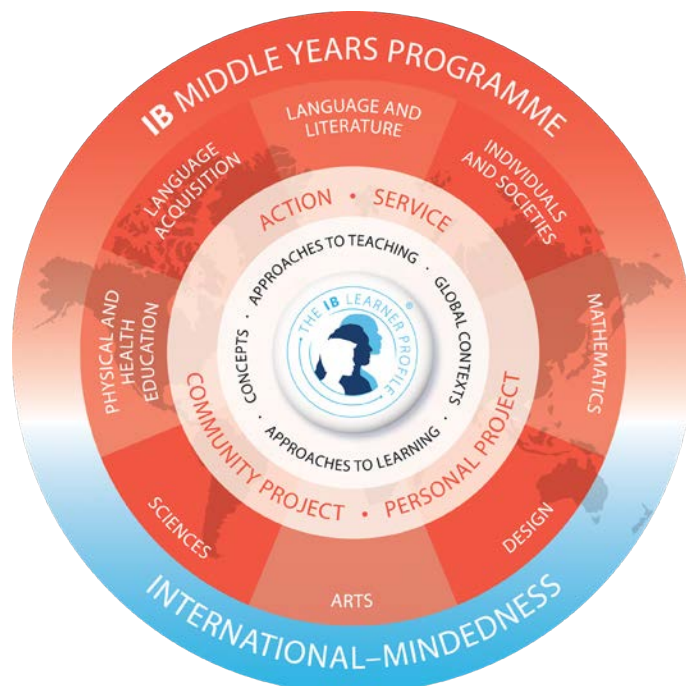 IB MIDDLE YEARS PROGRAMME
LANGUAGE AND
LITERATURE
INDIVIDUALS
AND SOCIETIES
MATHEMATICS
DESIGN
ARTS
SCIENCES
PHYSICAL AND
HEALTH
EDUCATION
LANGUAGE
ACQUISITION
ACTION • SERVICE
PERSONAL PROJECT •
COMMUNITY PROJECT
APPROACHES TO TEACHING •
GLOBAL CONTEXTS •
APPROACHES TO LEARNING •
CONCEPTS •
• THE IB LEARNER PROFILE • ®
INTERNATIONAL–MINDEDNESS